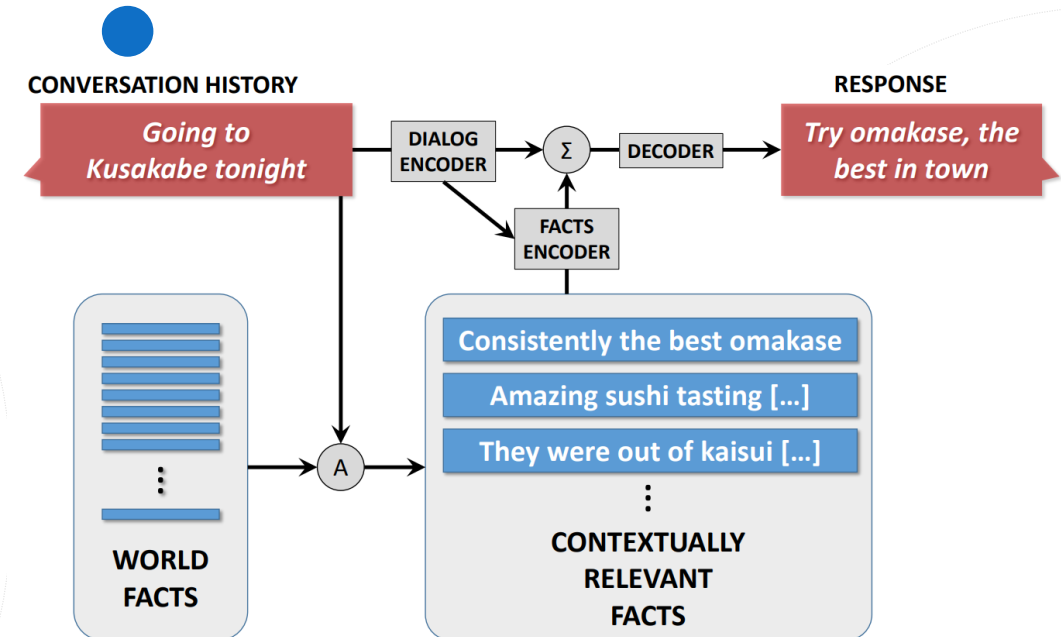 CONVERSATION HISTORY
Going to
Kusakabe tonight
DIALOG
ENCODER
Σ
DECODER
RESPONSE
Try omakase, the
best in town
FACTS
ENCODER
WORLD
FACTS
A
Consistently the best omakase
Amazing sushi tasting [...]
They were out of kaisui [...]
CONTEXTUALLY
RELEVANT
FACTS